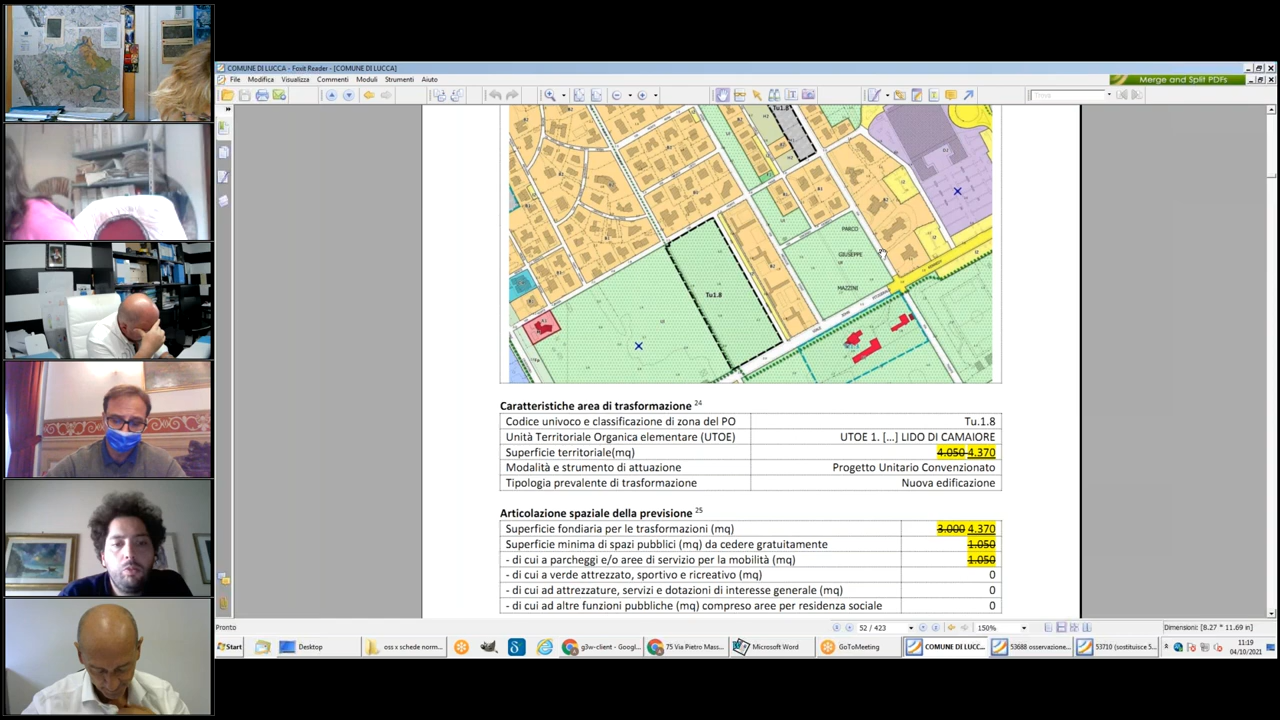 COMUNE DI LUCCA - Foxit Reader - [COMUNE DI LUCCA]
File Modifica Visualizza Commenti Moduli Strumenti Aiuto
Merge and Split PDFs
Tu1.8
PARCO
GIUSEPPE
MAZZINI
Tu1.8
Caratteristiche area di trasformazione 24
Codice univoco e classificazione di zona del PO Tu.1.8
Unità Territoriale Organica elementare (UTOE) UTOE 1. [...] LIDO DI CAMAIORE
Superficie territoriale(mq) 4.050 4.370
Modalità e strumento di attuazione Progetto Unitario Convenzionato
Tipologia prevalente di trasformazione Nuova edificazione
Articolazione spaziale della previsione 25
Superficie fondiaria per le trasformazioni (mq) 3.000 4.370
Superficie minima di spazi pubblici (mq) da cedere gratuitamente 1.050
- di cui a parcheggi e/o aree di servizio per la mobilità (mq) 1.050
- di cui a verde attrezzato, sportivo e ricreativo (mq) 0
- di cui ad attrezzature, servizi e dotazioni di interesse generale (mq) 0
- di cui ad altre funzioni pubbliche (mq) compreso aree per residenza sociale 0
Pronto 52 / 423 150% Dimensioni: [8.27 * 11.69 in]
Start Desktop oss x schede norm... g3w-client - Googl... 75 Via Pietro Mass... Microsoft Word GoToMeeting COMUNE DI LUCC... 53688 osservazione... 53710 (sostituisce 5... 11:19
04/10/2021